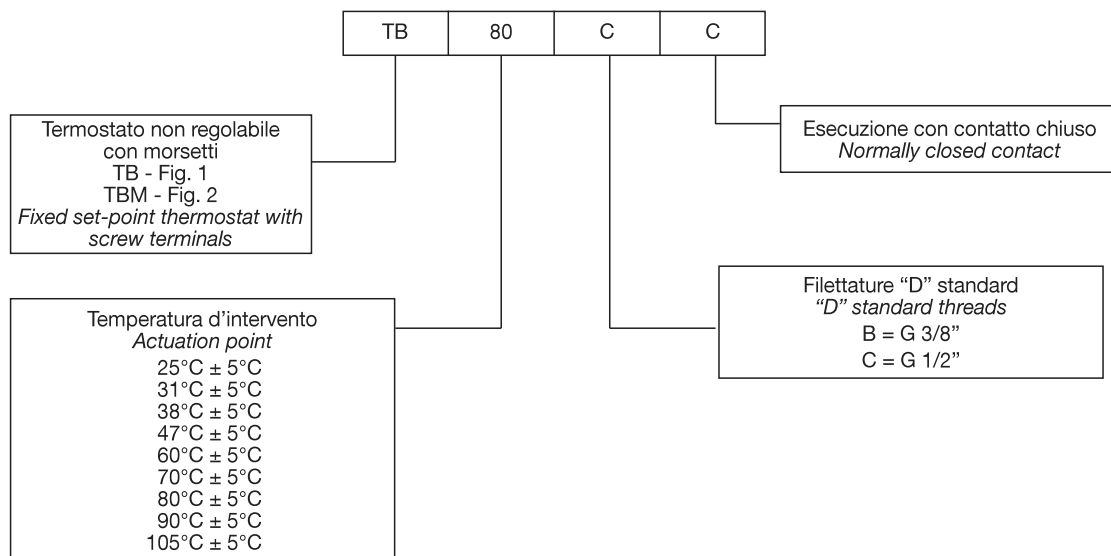 TB 80 C C
Termostato non regolabile
con morsetti
TB - Fig. 1
TBM - Fig. 2
Fixed set-point thermostat with
screw terminals
Esecuzione con contatto chiuso
Normally closed contact
Temperatura d’intervento
Actuation point
25°C ± 5°C
31°C ± 5°C
38°C ± 5°C
47°C ± 5°C
60°C ± 5°C
70°C ± 5°C
80°C ± 5°C
90°C ± 5°C
105°C ± 5°C
Filettature “D” standard
“D” standard threads
B = G 3/8”
C = G 1/2”